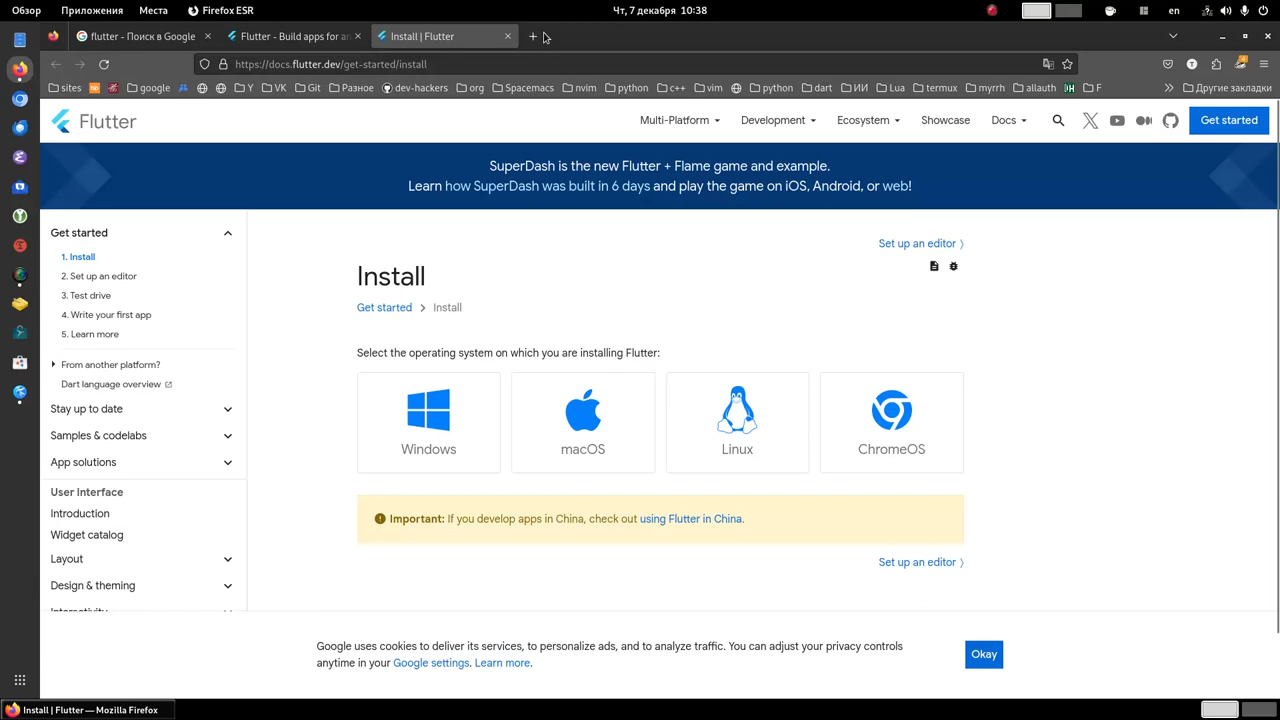 Обзор Приложения Места Firefox ESR Чт, 7 декабря 10:38 en
flutter - Поиск в Google Flutter - Build apps for an Install | Flutter
https://docs.flutter.dev/get-started/install
sites google Y VK Git Разное dev-hackers org Spacemacs nvim python c++ vim python dart ИИ Lua termux myrrh allauth F Другие закладки
Flutter Multi-Platform Development Ecosystem Showcase Docs Get started
SuperDash is the new Flutter + Flame game and example.
Learn how SuperDash was built in 6 days and play the game on iOS, Android, or web!
Get started
1. Install
2. Set up an editor
3. Test drive
4. Write your first app
5. Learn more
From another platform?
Dart language overview
Stay up to date
Samples & codelabs
App solutions
User Interface
Introduction
Widget catalog
Layout
Design & theming
Interactivity
Set up an editor
Install
Get started Install
Select the operating system on which you are installing Flutter:
Windows macOS Linux ChromeOS
Important: If you develop apps in China, check out using Flutter in China.
Set up an editor
Google uses cookies to deliver its services, to personalize ads, and to analyze traffic. You can adjust your privacy controls
anytime in your Google settings. Learn more.
Okay
Install | Flutter — Mozilla Firefox